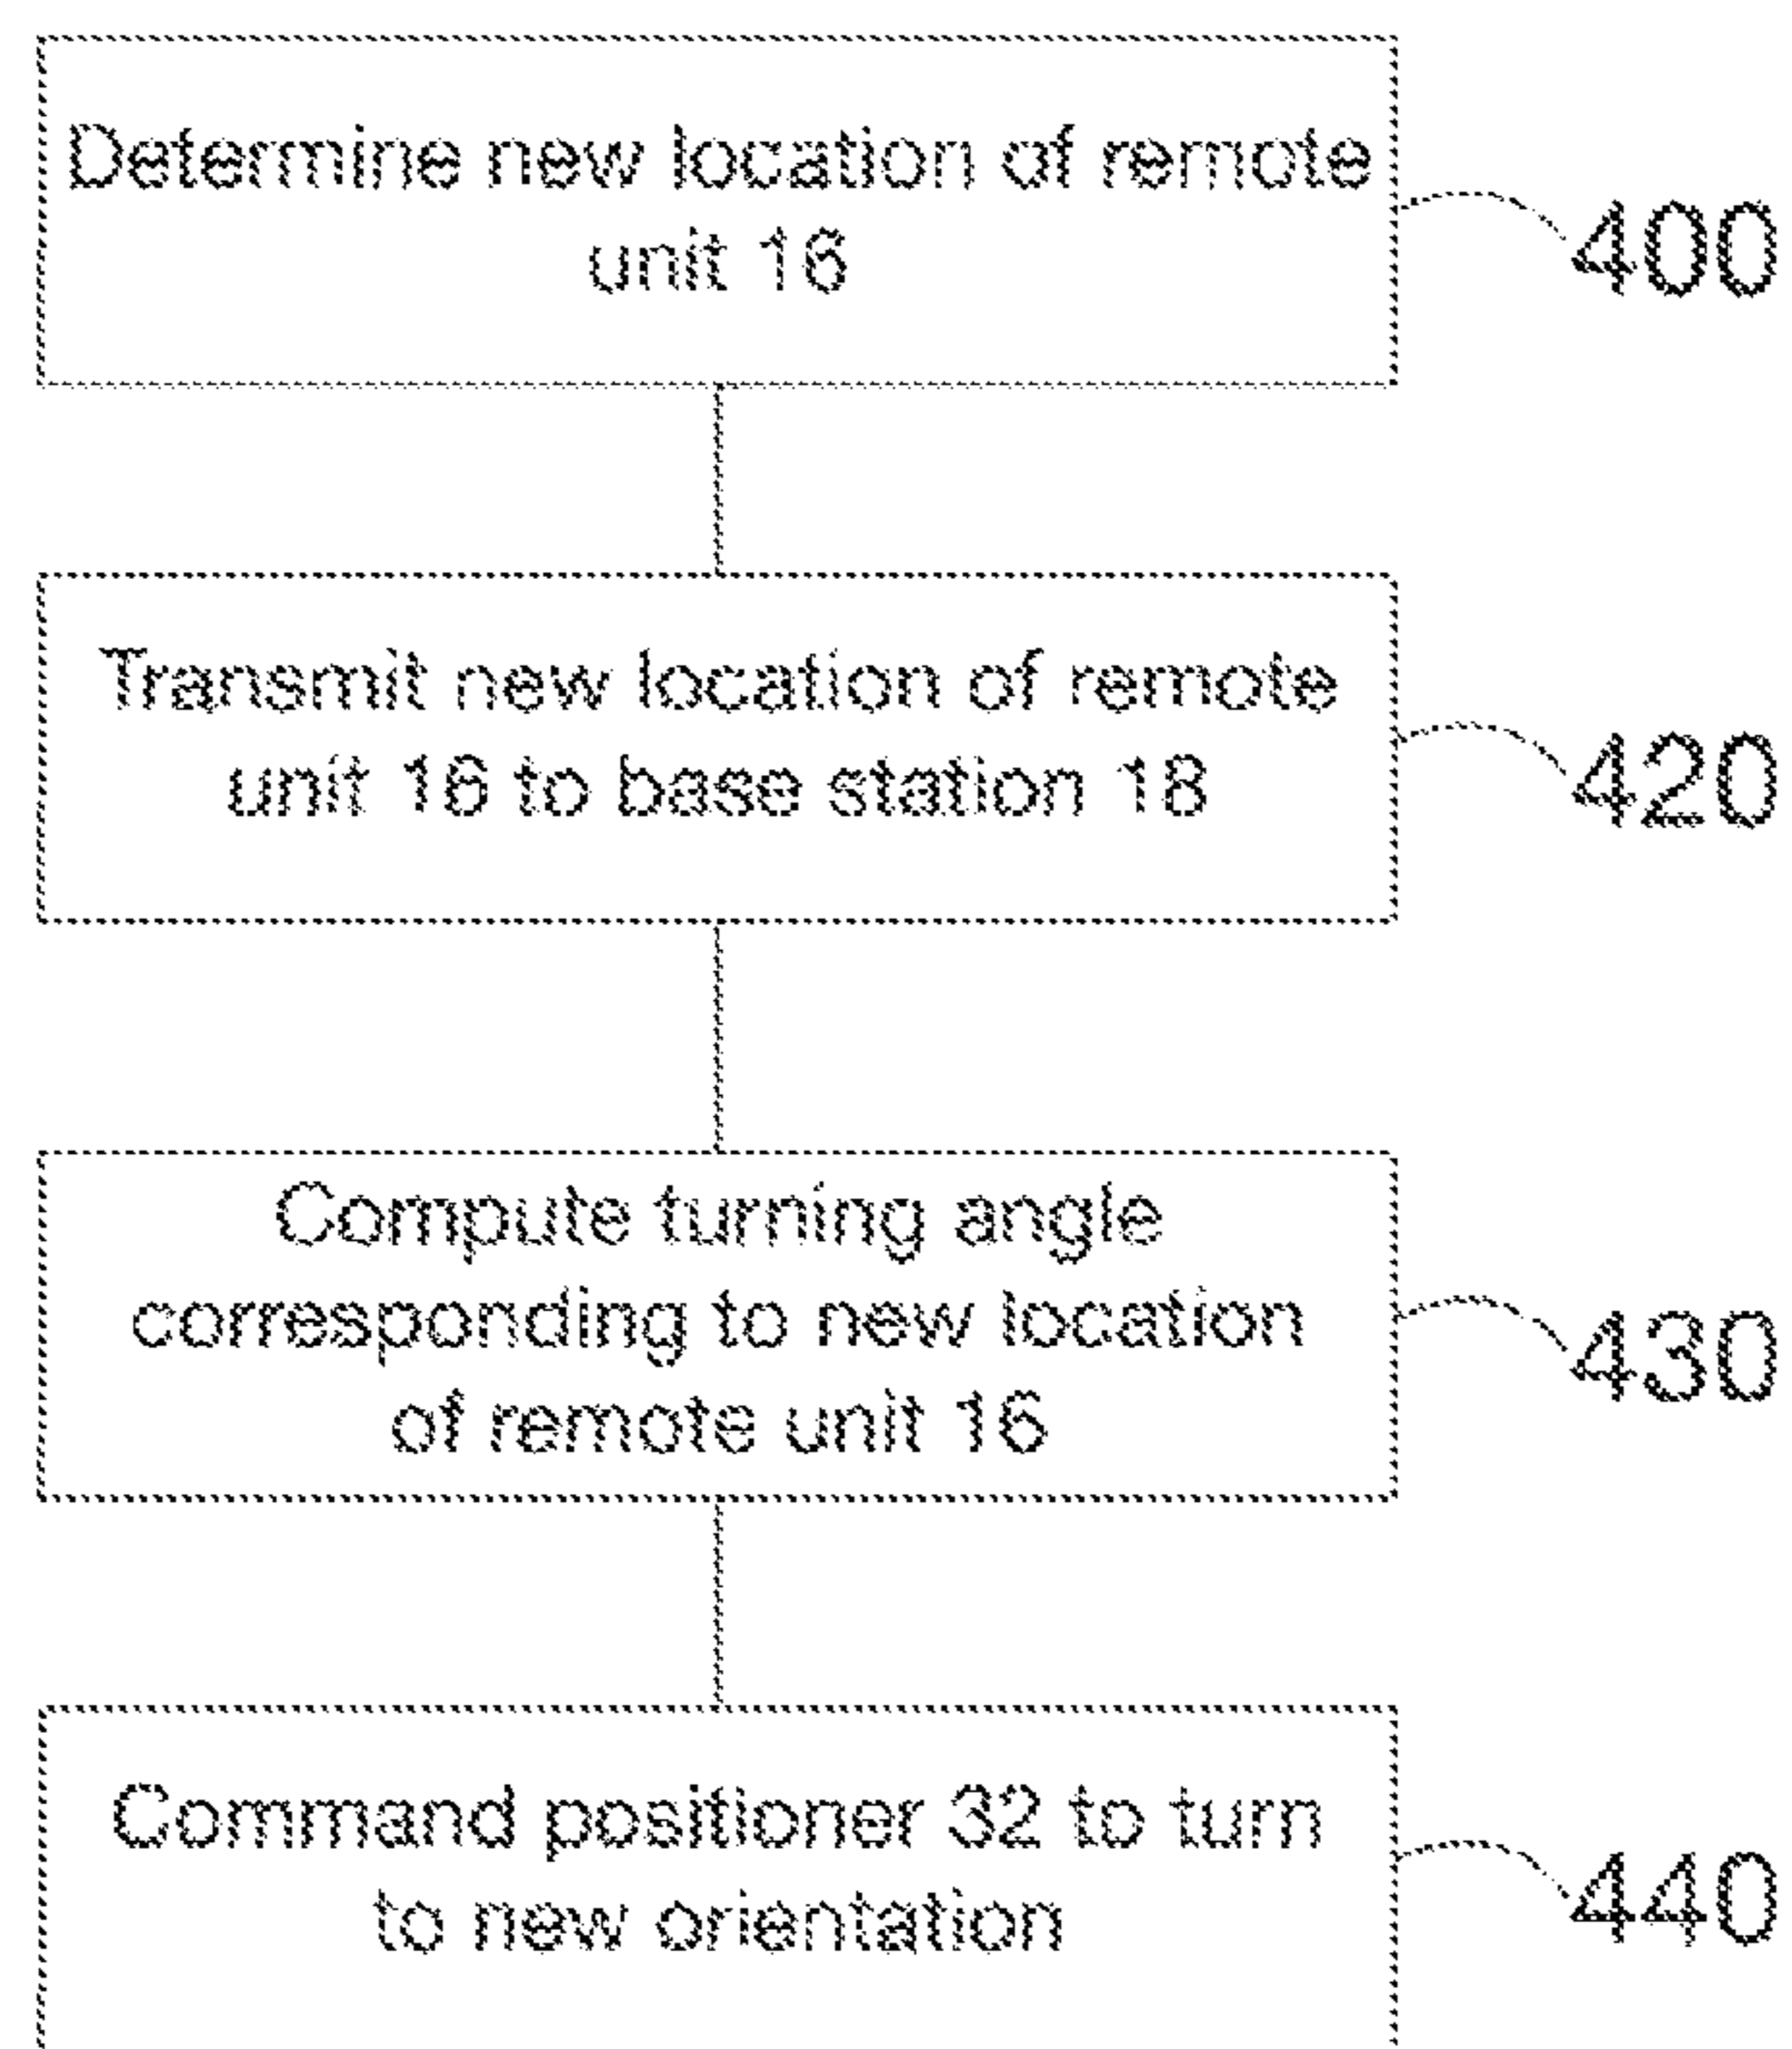 Determine new location of remote
unit 16
400
Transmit new location of remote
unit 16 to base station 18
420
Compute turning angle
corresponding to new location
of remote unit 16
430
Command positioner 32 to turn
to new orientation
440